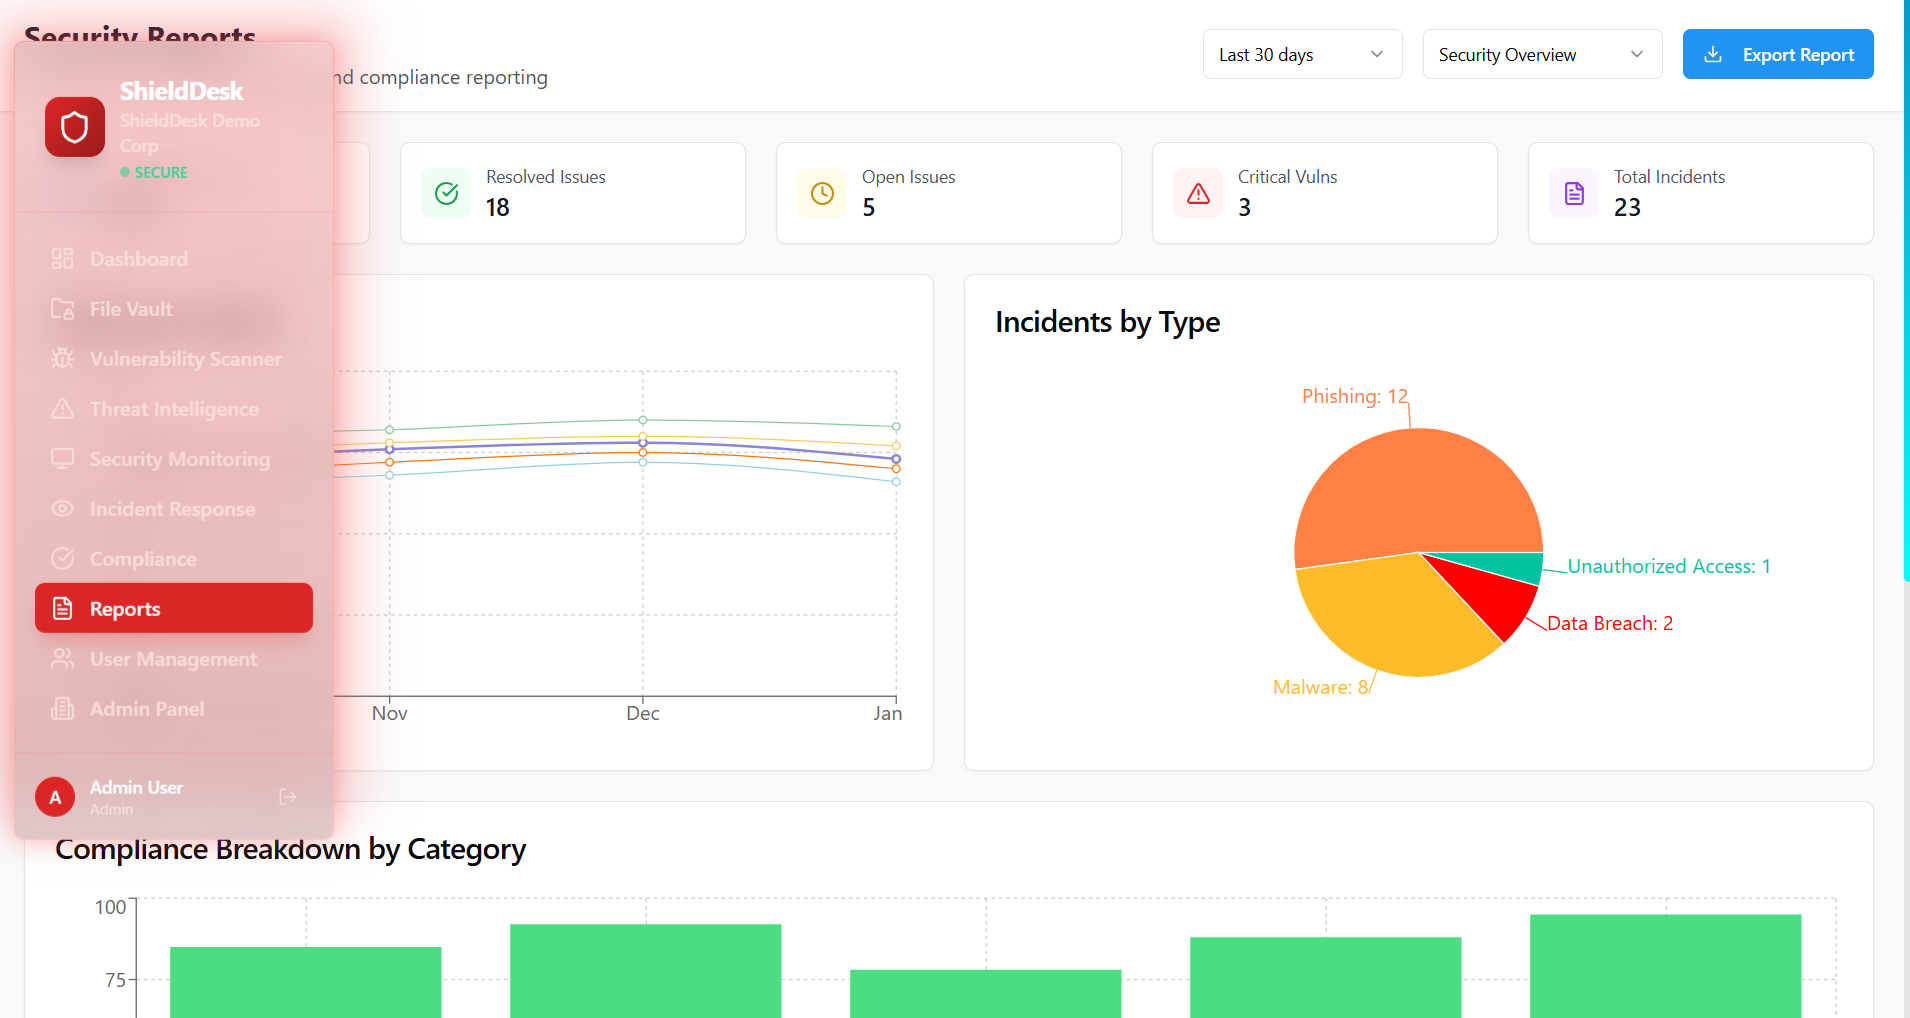 Security Reports
nd compliance reporting
Last 30 days
Security Overview
Export Report
ShieldDesk
ShieldDesk Demo
Corp
SECURE
Dashboard
File Vault
Vulnerability Scanner
Threat Intelligence
Security Monitoring
Incident Response
Compliance
Reports
User Management
Admin Panel
A
Admin User
Admin
Resolved Issues
18
Open Issues
5
Critical Vulns
3
Total Incidents
23
Nov
Dec
Jan
Incidents by Type
Phishing: 12
Unauthorized Access: 1
Data Breach: 2
Malware: 8
Compliance Breakdown by Category
100
75